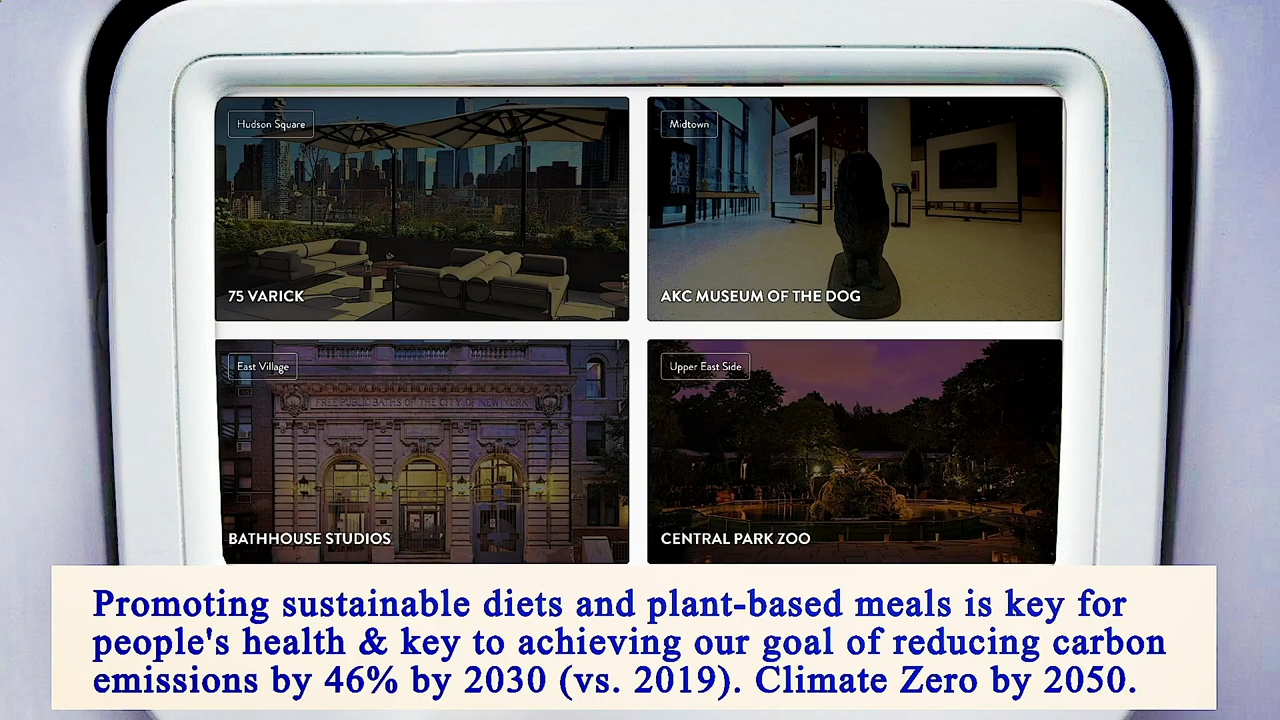 Hudson Square
75 VARICK
Midtown
AKC MUSEUM OF THE DOG
East Village
FREE PUBLIC BATHS OF THE CITY OF NEW YORK
BATHHOUSE STUDIOS
Upper East Side
CENTRAL PARK ZOO
Promoting sustainable diets and plant-based meals is key for
people's health & key to achieving our goal of reducing carbon
emissions by 46% by 2030 (vs. 2019). Climate Zero by 2050.